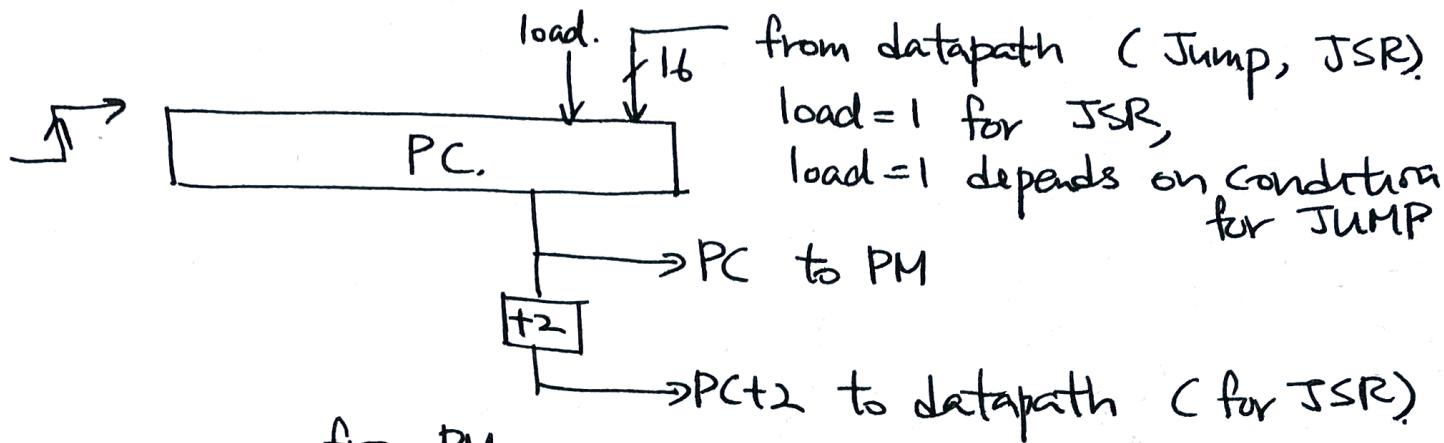 load.
16
from datapath ( Jump, JSR).
load = 1 for JSR,
load = 1 depends on condition
for JUMP
PC.
PC to PM
+2
PC+2 to datapath ( for JSR)
PM